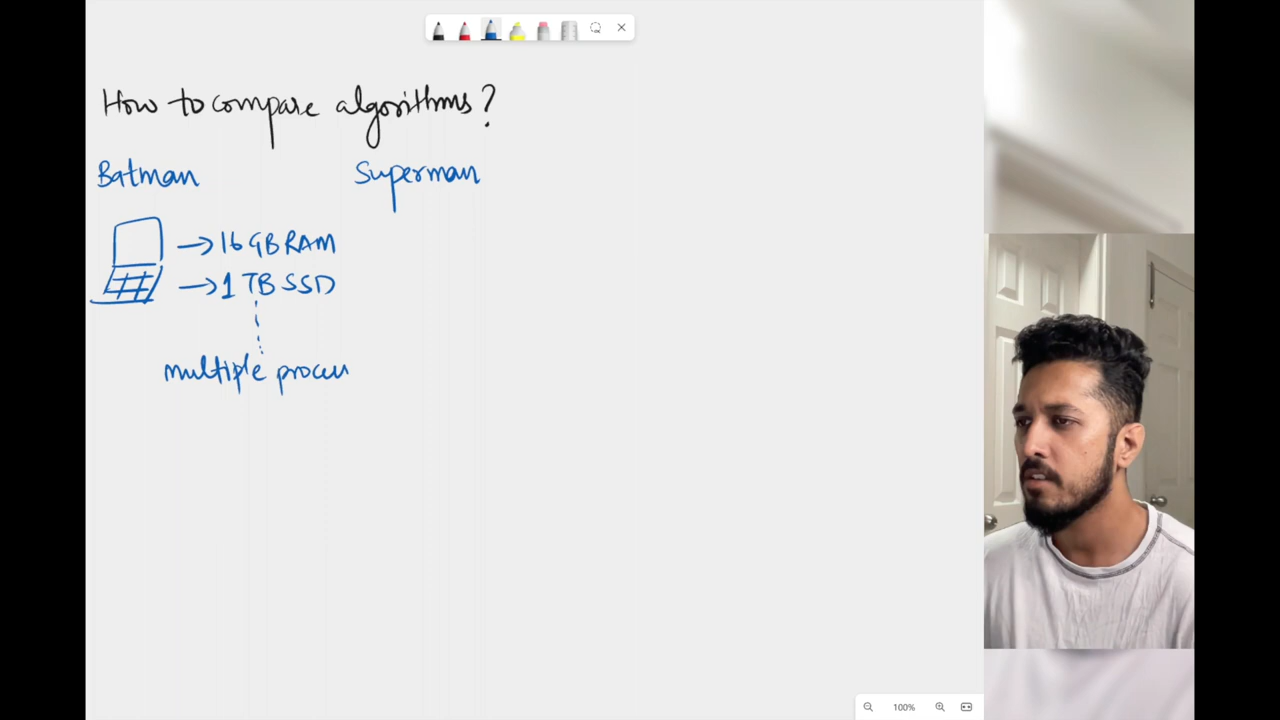 How to compare algorithms?
Batman
Superman
→16 GB RAM
→1 TB SSD
multiple proces
100%